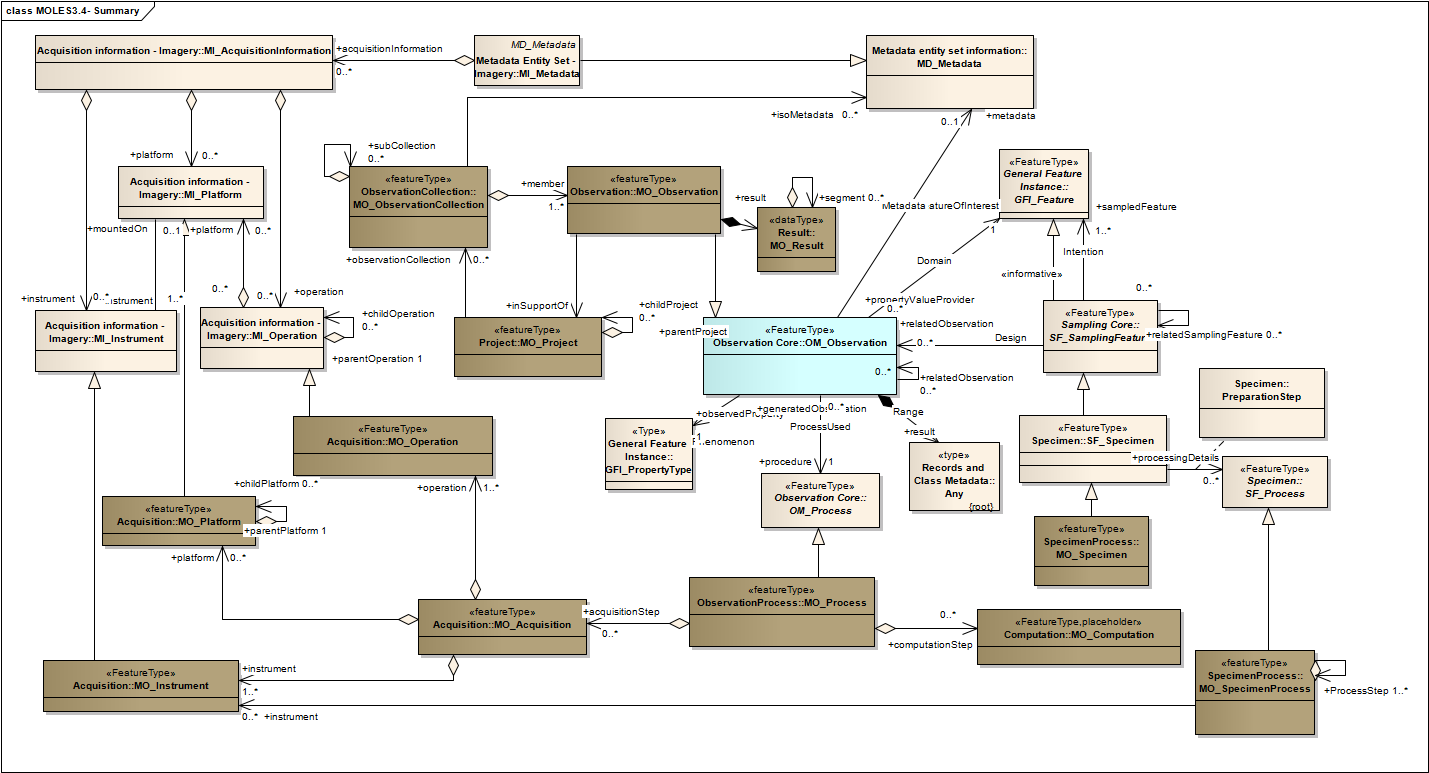 class MOLES3.4- Summary
Acquisition information - Imagery::MI_AcquisitionInformation
+acquisitionInformation
0..*
MD_Metadata
Metadata Entity Set -
Imagery::MI_Metadata
Metadata entity set information::
MD_Metadata
+isoMetadata 0..*
0..1
+metadata
+platform 0..*
Acquisition information -
Imagery::MI_Platform
+mountedOn
0..1
+platform
0..*
+subCollection
0..*
«featureType»
ObservationCollection::
MO_ObservationCollection
+member
1..*
«featureType»
Observation::MO_Observation
+result
+segment 0..*
«dataType»
Result::
MO_Result
Metadata
1
«FeatureType»
General Feature
Instance::
GFI_Feature
+sampledFeature
1..*
Intention
Domain
«informative»
+observationCollection
0..*
+instrument
0..*
1..*
0..*
+operation
Acquisition information -
Imagery::MI_Instrument
Acquisition information -
Imagery::MI_Operation
+childOperation
0..*
+parentOperation 1
+inSupportOf
«featureType»
Project::MO_Project
+childProject
0..*
+parentProject
«FeatureType»
Observation Core::OM_Observation
+propertyValueProvider
0..*
+relatedObservation
0..*
Design
0..*
+relatedObservation
0..*
0..*
«FeatureType»
Sampling Core::
+relatedSamplingFeature 0..*
+observedProperty
1
«Type»
General Feature
Instance::
GFI_PropertyType
0..*
ProcessUsed
+procedure 1
Range
+result
«type»
Records and
Class Metadata::
Any
{root}
Specimen::
PreparationStep
«FeatureType»
Specimen::SF_Specimen
+processingDetails
0..*
«FeatureType»
Specimen::
SF_Process
«FeatureType»
Acquisition::MO_Operation
+childPlatform 0..*
+operation 1..*
«featureType»
Acquisition::MO_Platform
+parentPlatform 1
+platform 0..*
«FeatureType»
Observation Core::
OM_Process
«featureType»
SpecimenProcess::
MO_Specimen
«featureType»
Acquisition::MO_Acquisition
+acquisitionStep
0..*
«featureType»
ObservationProcess::MO_Process
0..*
+computationStep
«FeatureType,placeholder»
Computation::MO_Computation
«FeatureType»
Acquisition::MO_Instrument
+instrument
1..*
0..* +instrument
«featureType»
SpecimenProcess::
MO_SpecimenProcess
+ProcessStep 1..*